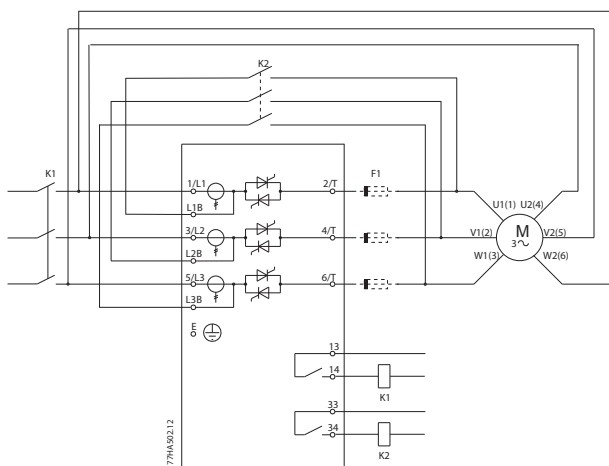 K2
K1
F1
1/L1
2/T
L1B
3/L2
4/T
L2B
5/L3
6/T
L3B
E
U1(1) U2(4)
V1(2) M V2(5)
3~
W1(3) W2(6)
13
14
K1
33
34
K2
177HA502.12